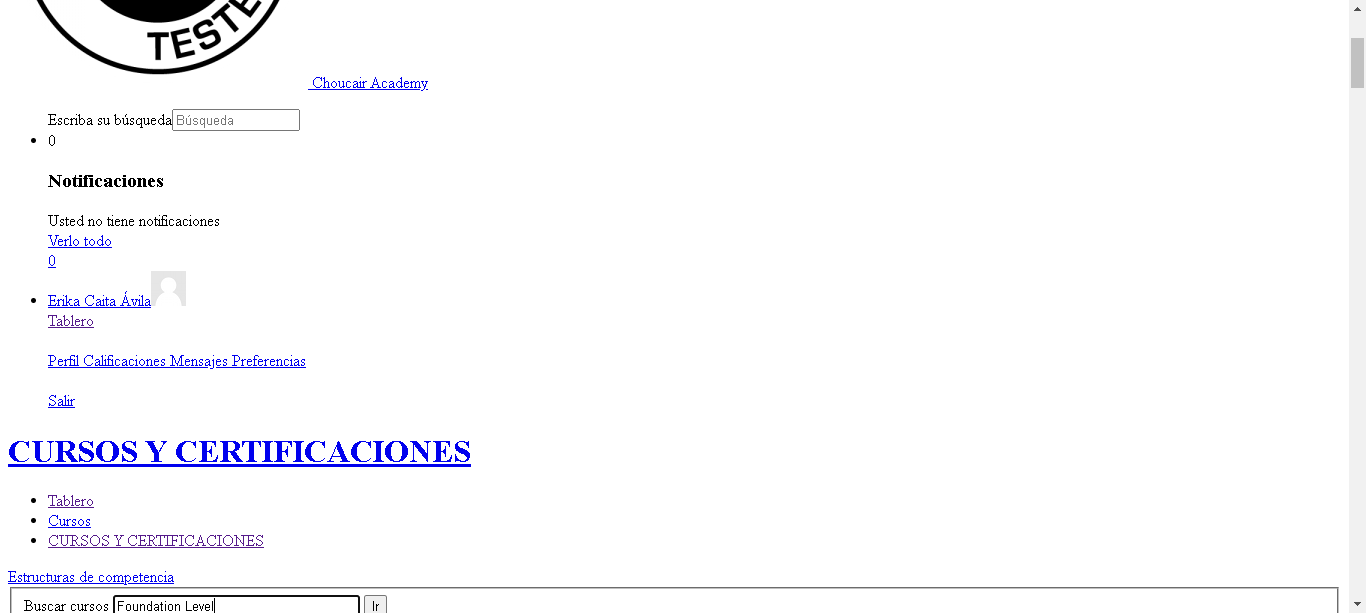 TESTE
Choucair Academy
Escriba su búsqueda Búsqueda
0
Notificaciones
Usted no tiene notificaciones
Verlo todo
0
Erika Caita Ávila
Tablero
Perfil Calificaciones Mensajes Preferencias
Salir
CURSOS Y CERTIFICACIONES
Tablero
Cursos
CURSOS Y CERTIFICACIONES
Estructuras de competencia
Buscar cursos Foundation Level Ir